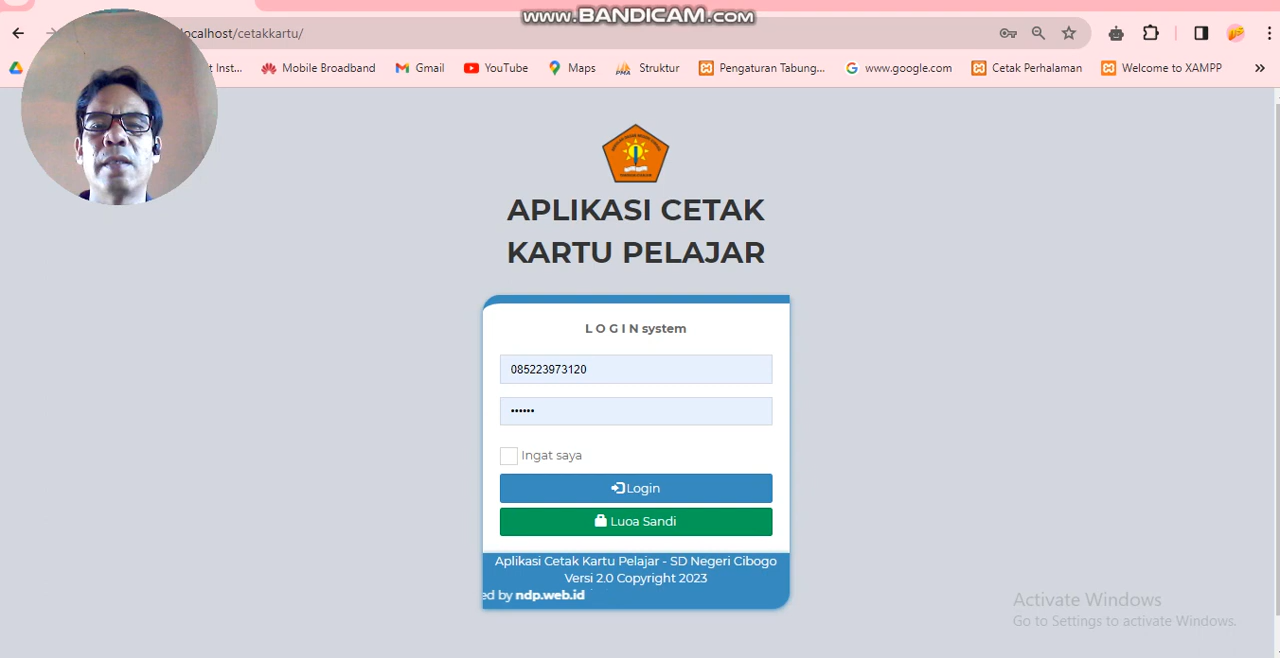 www.BANDICAM.com
localhost/cetakkartu/
t Inst...
Mobile Broadband
Gmail
YouTube
Maps
PMA
Struktur
Pengaturan Tabung...
www.google.com
Cetak Perhalaman
Welcome to XAMPP
»
APLIKASI CETAK
KARTU PELAJAR
L O G I N system
085223973120
••••••
Ingat saya
Login
Luoa Sandi
Aplikasi Cetak Kartu Pelajar - SD Negeri Cibogo
Versi 2.0 Copyright 2023
ed by ndp.web.id
Activate Windows
Go to Settings to activate Windows.